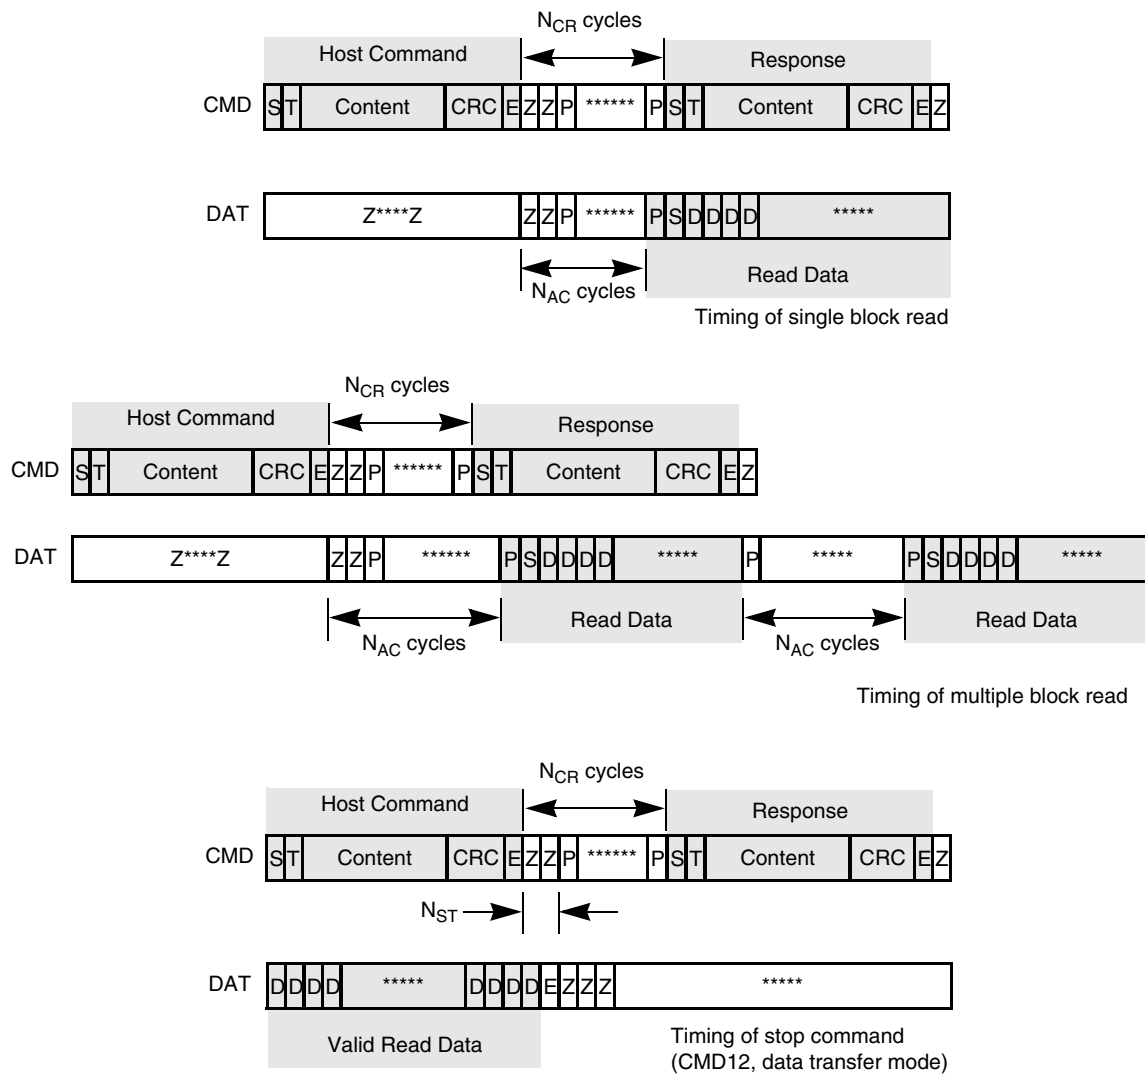 N_CR cycles
Host Command Response
CMD S T Content CRC E Z Z P ****** P S T Content CRC E Z
DAT Z****Z Z Z P ****** P S D D D D *****
N_AC cycles Read Data
Timing of single block read
N_CR cycles
Host Command Response
CMD S T Content CRC E Z Z P ****** P S T Content CRC E Z
DAT Z****Z Z Z P ****** P S D D D D ***** P ***** P S D D D D *****
N_AC cycles Read Data N_AC cycles Read Data
Timing of multiple block read
N_CR cycles
Host Command Response
CMD S T Content CRC E Z Z P ****** P S T Content CRC E Z
N_ST
DAT D D D D ***** D D D D E Z Z Z *****
Valid Read Data
Timing of stop command
(CMD12, data transfer mode)